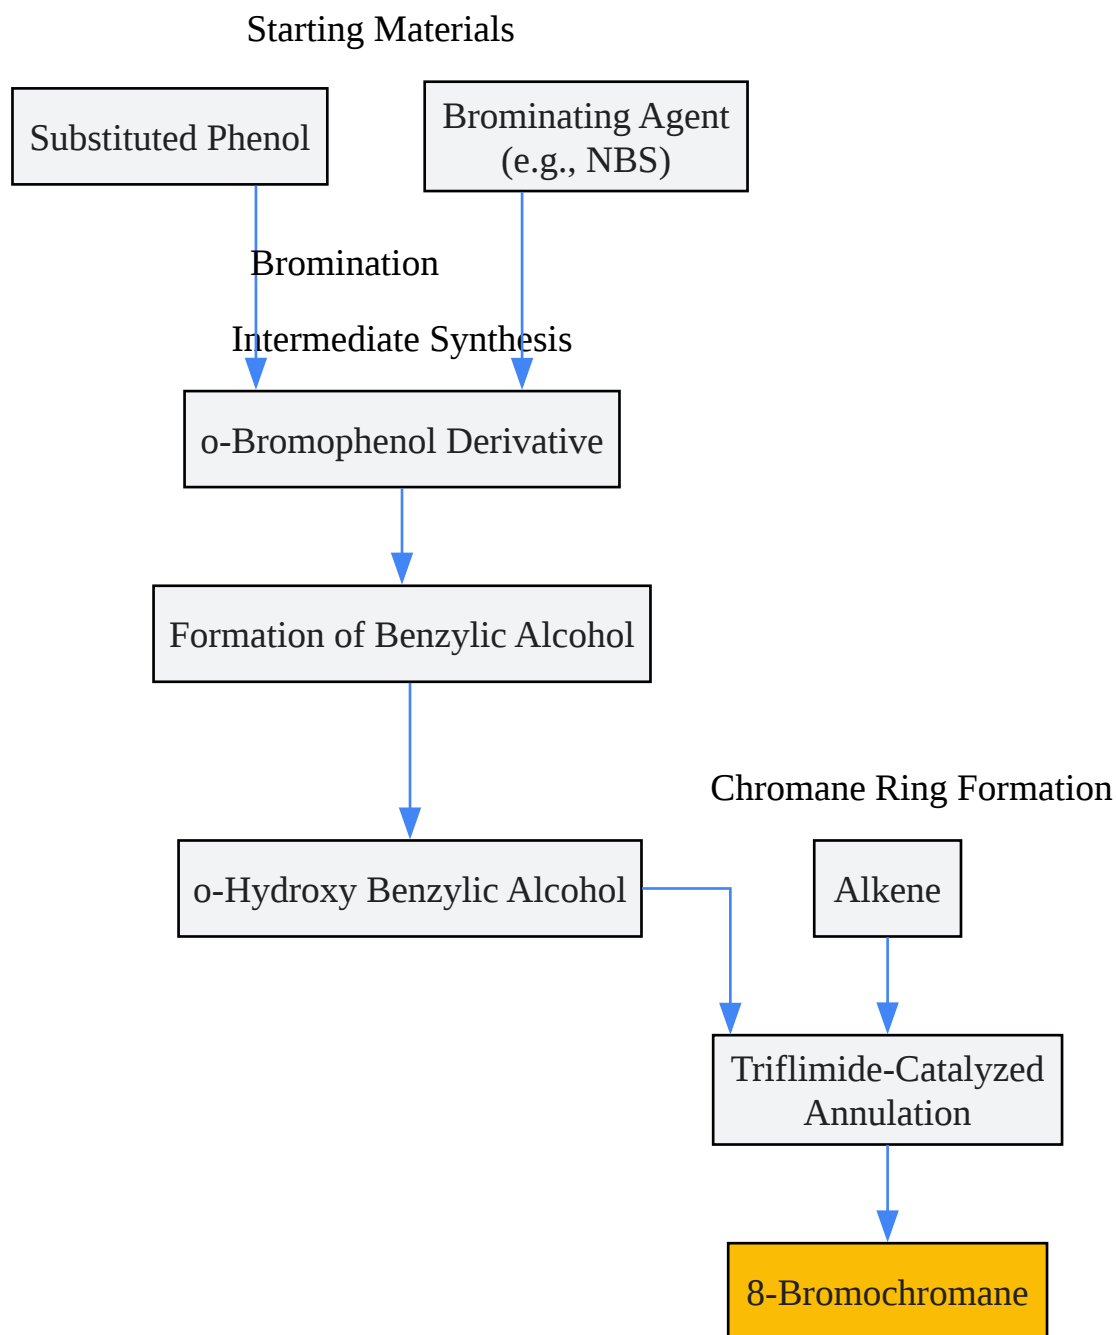 Starting Materials
Substituted Phenol
Brominating Agent
(e.g., NBS)
Bromination
Intermediate Synthesis
o-Bromophenol Derivative
Formation of Benzylic Alcohol
Chromane Ring Formation
o-Hydroxy Benzylic Alcohol
Alkene
Triflimide-Catalyzed
Annulation
8-Bromochromane